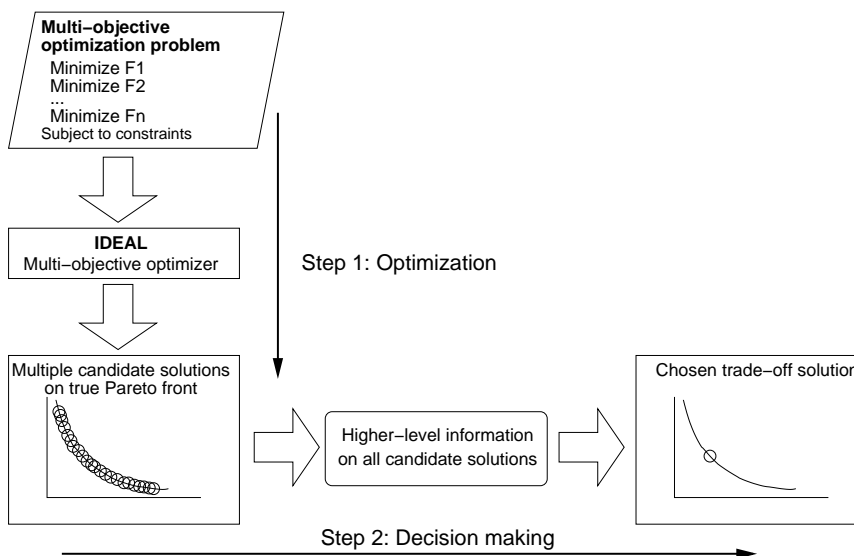 Multi−objective
optimization problem
Minimize F1
Minimize F2
...
Minimize Fn
Subject to constraints
IDEAL
Multi−objective optimizer
Step 1: Optimization
Multiple candidate solutions
on true Pareto front
Higher−level information
on all candidate solutions
Chosen trade−off solution
Step 2: Decision making